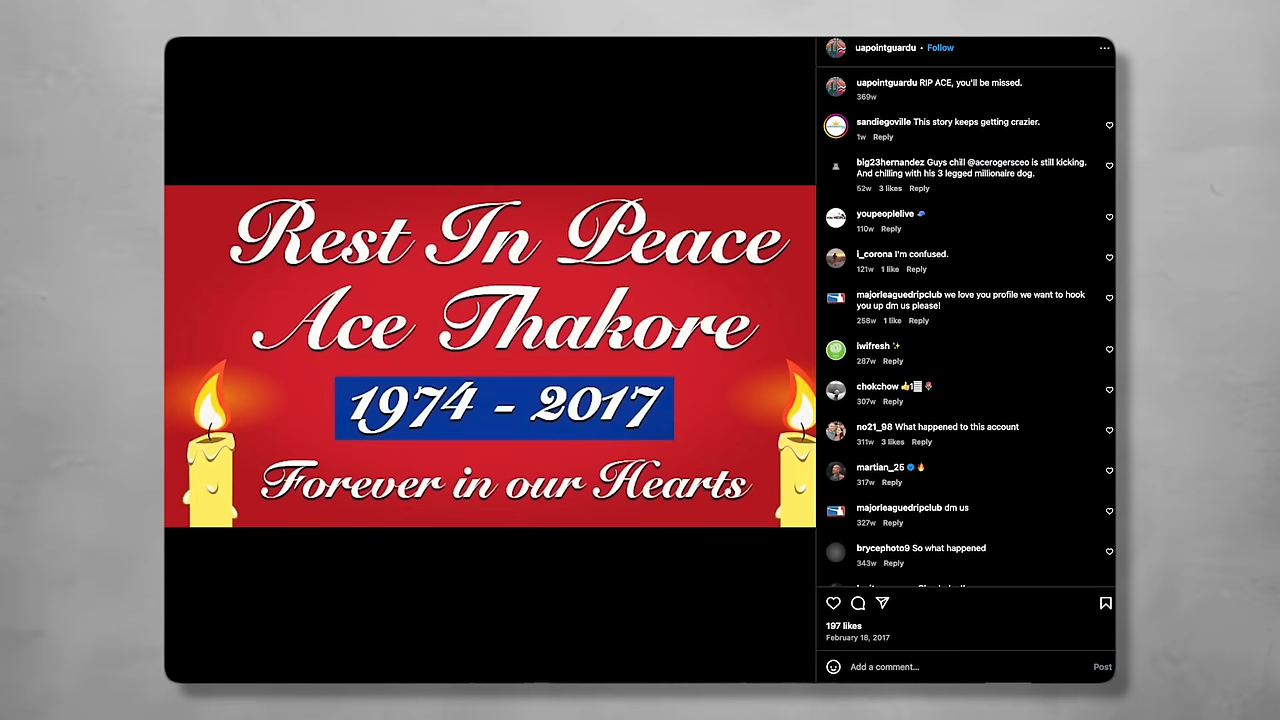 Rest In Peace
Ace Thakore
1974 - 2017
Forever in our Hearts
uapointguardu • Follow
uapointguardu RIP ACE, you'll be missed.
369w
sandiegoville This story keeps getting crazier.
1w Reply
big23hernandez Guys chill @acerogersceo is still kicking.
And chilling with his 3 legged millionaire dog.
52w 3 likes Reply
youpeoplelive 🧢
110w Reply
i_corona I'm confused.
121w 1 like Reply
majorleaguedripclub we love you profile we want to hook
you up dm us please!
258w 1 like Reply
iwifresh ✨
287w Reply
chokchow 👍1
307w Reply
no21_98 What happened to this account
311w 3 likes Reply
martian_25 🔥
317w Reply
majorleaguedripclub dm us
327w Reply
brycephoto9 So what happened
343w Reply
197 likes
February 18, 2017
Add a comment...
Post